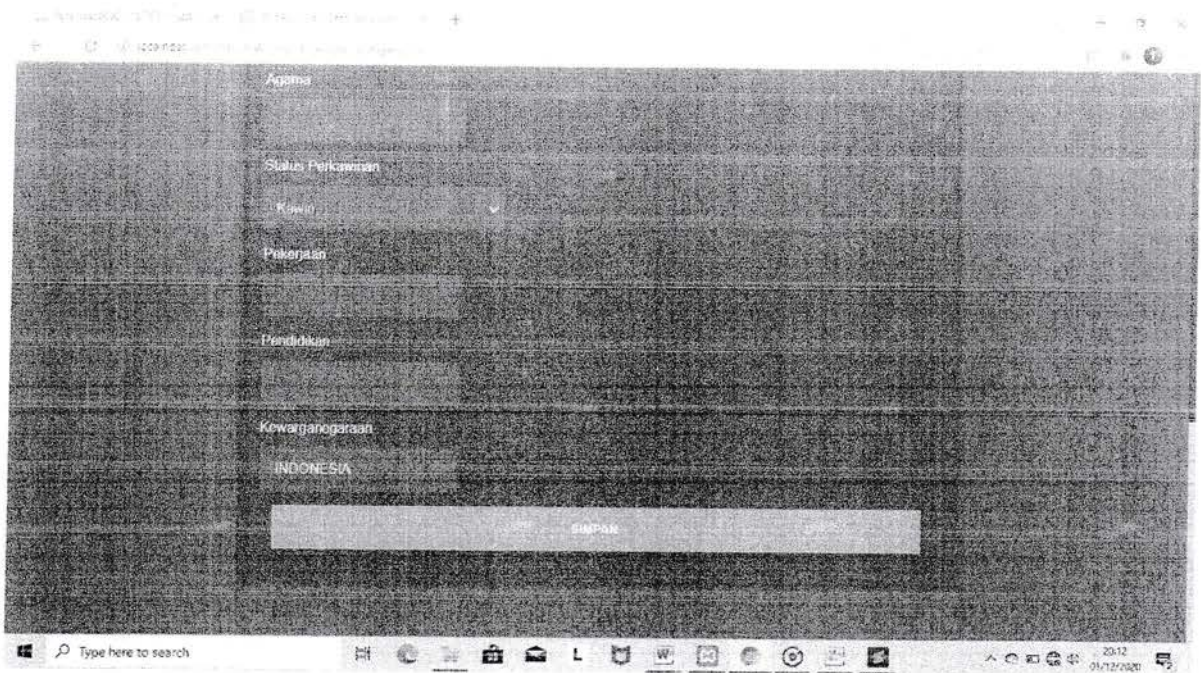 Agama
Status Perkawinan
Kawin
Pekerjaan
Pendidikan
Kewarganegaraan
INDONESIA
SIMPAN
Type here to search
L
W
20:12
01/12/2020